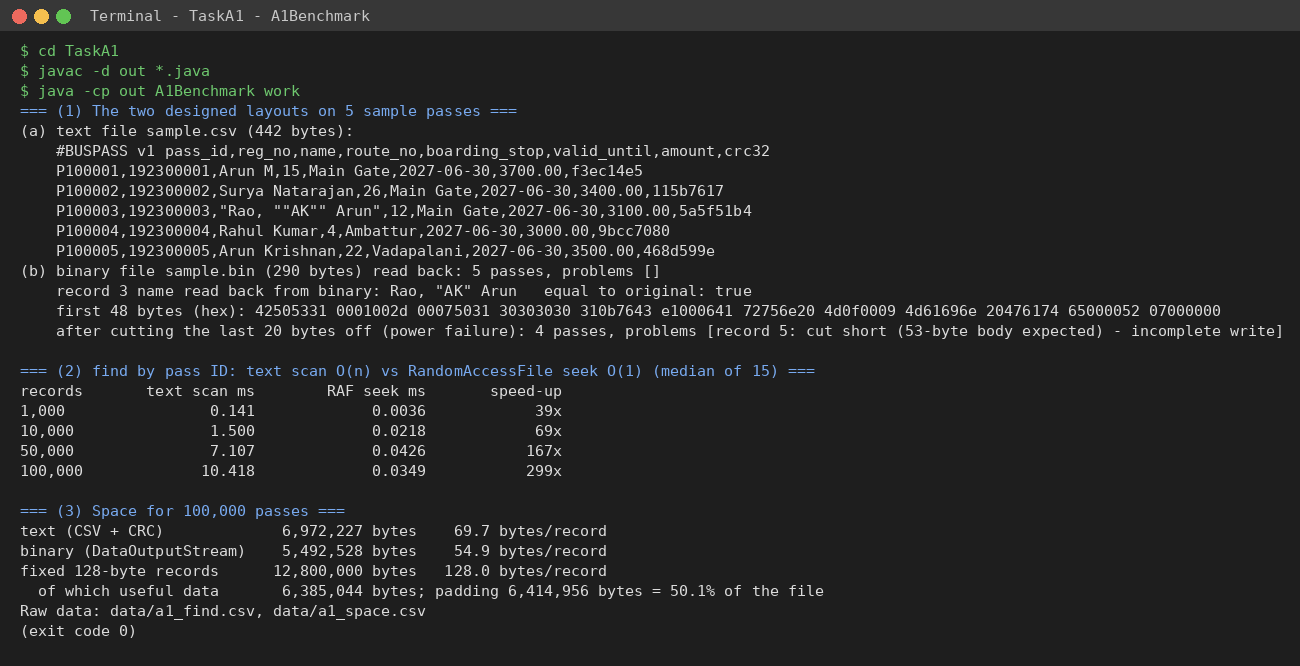 Terminal - TaskA1 - A1Benchmark
$ cd TaskA1
$ javac -d out *.java
$ java -cp out A1Benchmark work
=== (1) The two designed layouts on 5 sample passes ===
(a) text file sample.csv (442 bytes):
    #BUSPASS v1 pass_id,reg_no,name,route_no,boarding_stop,valid_until,amount,crc32
    P100001,192300001,Arun M,15,Main Gate,2027-06-30,3700.00,f3ec14e5
    P100002,192300002,Surya Natarajan,26,Main Gate,2027-06-30,3400.00,115b7617
    P100003,192300003,"Rao, ""AK"" Arun",12,Main Gate,2027-06-30,3100.00,5a5f51b4
    P100004,192300004,Rahul Kumar,4,Ambattur,2027-06-30,3000.00,9bcc7080
    P100005,192300005,Arun Krishnan,22,Vadapalani,2027-06-30,3500.00,468d599e
(b) binary file sample.bin (290 bytes) read back: 5 passes, problems []
    record 3 name read back from binary: Rao, "AK" Arun   equal to original: true
    first 48 bytes (hex): 42505331 0001002d 00075031 30303030 310b7643 e1000641 72756e20 4d0f0009 4d61696e 20476174 65000052 07000000
    after cutting the last 20 bytes off (power failure): 4 passes, problems [record 5: cut short (53-byte body expected) - incomplete write]
=== (2) find by pass ID: text scan O(n) vs RandomAccessFile seek O(1) (median of 15) ===
records       text scan ms        RAF seek ms       speed-up
1,000                0.141             0.0036            39x
10,000               1.500             0.0218            69x
50,000               7.107             0.0426           167x
100,000             10.418             0.0349           299x
=== (3) Space for 100,000 passes ===
text (CSV + CRC)             6,972,227 bytes    69.7 bytes/record
binary (DataOutputStream)    5,492,528 bytes    54.9 bytes/record
fixed 128-byte records      12,800,000 bytes   128.0 bytes/record
  of which useful data       6,385,044 bytes; padding 6,414,956 bytes = 50.1% of the file
Raw data: data/a1_find.csv, data/a1_space.csv
(exit code 0)